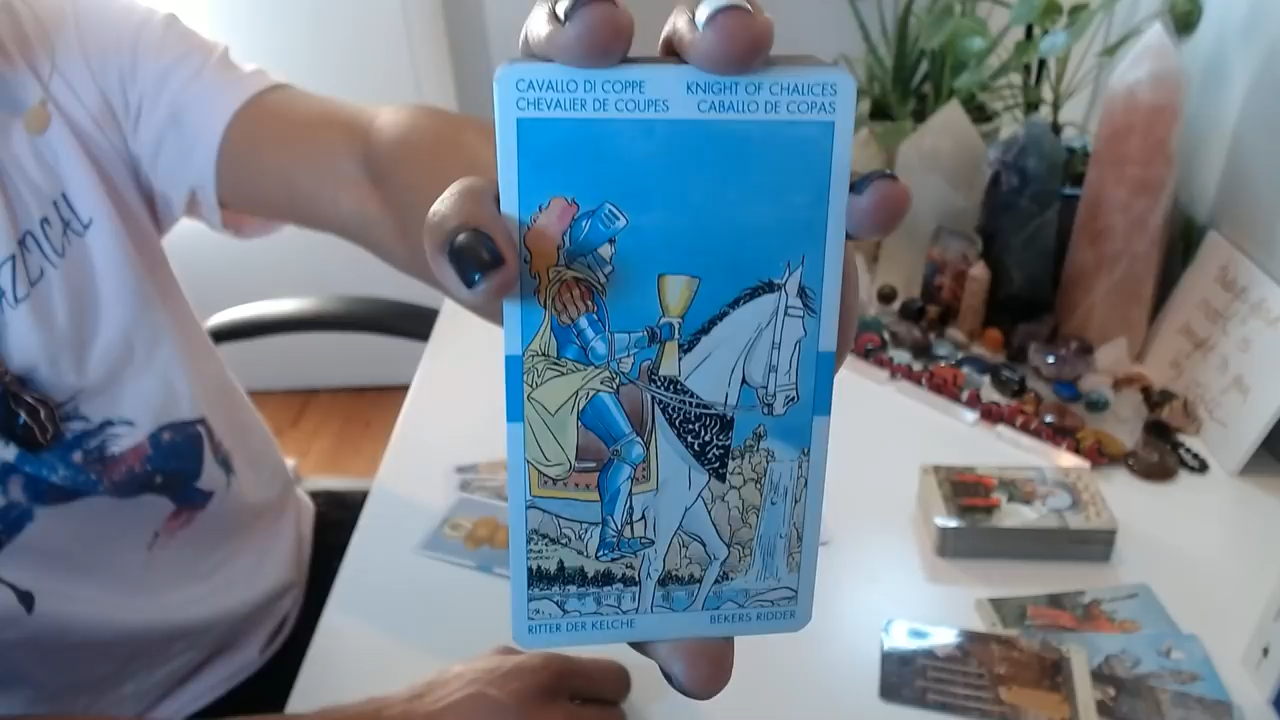 CAVALLO DI COPPE KNIGHT OF CHALICES
CHEVALIER DE COUPES CABALLO DE COPAS
RITTER DER KELCHE BEKERS RIDDER